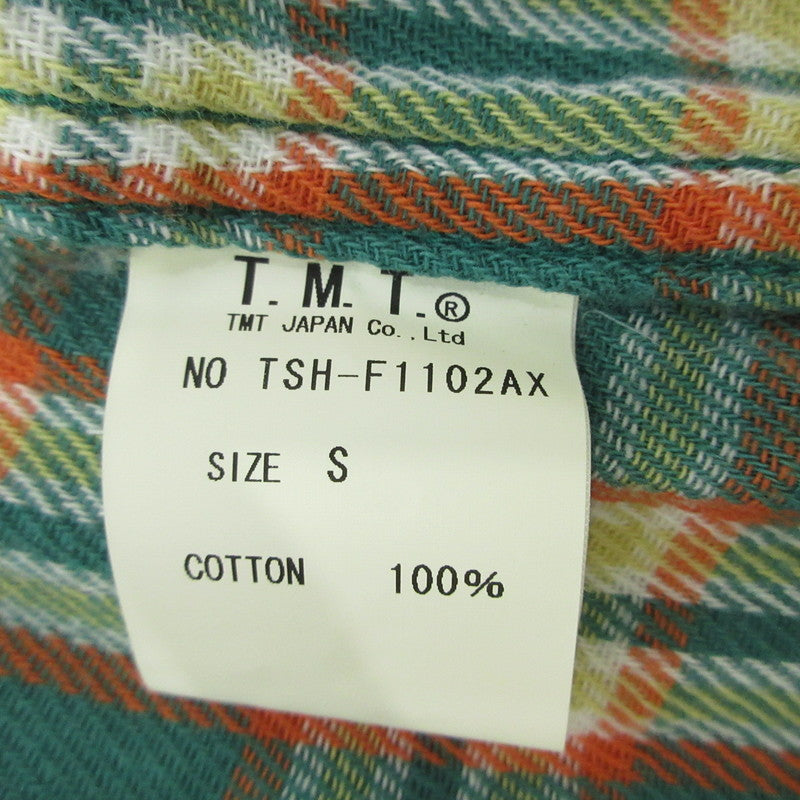 T. M. T. ®
TMT JAPAN Co.,Ltd
NO TSH-F1102AX
SIZE S
COTTON 100%